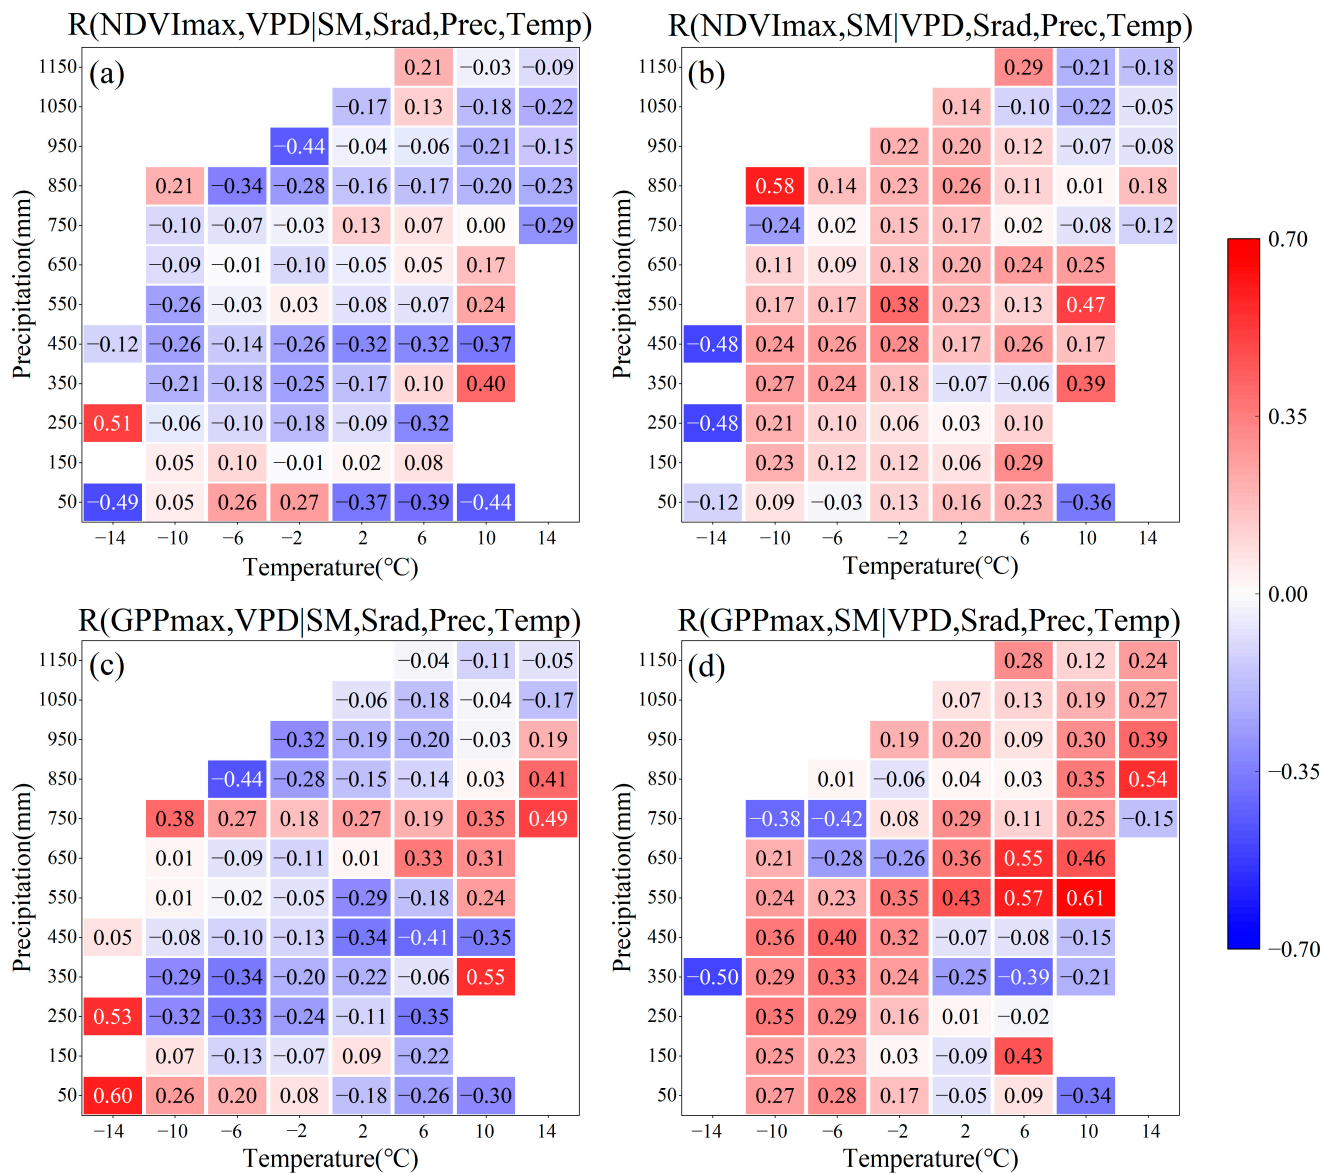 R(NDVImax,VPD|SM,Srad,Prec,Temp)
(a)
Precipitation(mm)
1150 0.21 −0.03 −0.09
1050 −0.17 0.13 −0.18 −0.22
950 −0.44 −0.04 −0.06 −0.21 −0.15
850 0.21 −0.34 −0.28 −0.16 −0.17 −0.20 −0.23
750 −0.10 −0.07 −0.03 0.13 0.07 0.00 −0.29
650 −0.09 −0.01 −0.10 −0.05 0.05 0.17
550 −0.26 −0.03 0.03 −0.08 −0.07 0.24
450 −0.12 −0.26 −0.14 −0.26 −0.32 −0.32 −0.37
350 −0.21 −0.18 −0.25 −0.17 0.10 0.40
250 0.51 −0.06 −0.10 −0.18 −0.09 −0.32
150 0.05 0.10 −0.01 0.02 0.08
50 −0.49 0.05 0.26 0.27 −0.37 −0.39 −0.44
−14 −10 −6 −2 2 6 10 14
Temperature(℃)
R(NDVImax,SM|VPD,Srad,Prec,Temp)
(b)
Precipitation(mm)
1150 0.29 −0.21 −0.18
1050 0.14 −0.10 −0.22 −0.05
950 0.22 0.20 0.12 −0.07 −0.08
850 0.58 0.14 0.23 0.26 0.11 0.01 0.18
750 −0.24 0.02 0.15 0.17 0.02 −0.08 −0.12
650 0.11 0.09 0.18 0.20 0.24 0.25
550 0.17 0.17 0.38 0.23 0.13 0.47
450 −0.48 0.24 0.26 0.28 0.17 0.26 0.17
350 0.27 0.24 0.18 −0.07 −0.06 0.39
250 −0.48 0.21 0.10 0.06 0.03 0.10
150 0.23 0.12 0.12 0.06 0.29
50 −0.12 0.09 −0.03 0.13 0.16 0.23 −0.36
−14 −10 −6 −2 2 6 10 14
Temperature(℃)
R(GPPmax,VPD|SM,Srad,Prec,Temp)
(c)
Precipitation(mm)
1150 −0.04 −0.11 −0.05
1050 −0.06 −0.18 −0.04 −0.17
950 −0.32 −0.19 −0.20 −0.03 0.19
850 −0.44 −0.28 −0.15 −0.14 0.03 0.41
750 0.38 0.27 0.18 0.27 0.19 0.35 0.49
650 0.01 −0.09 −0.11 0.01 0.33 0.31
550 0.01 −0.02 −0.05 −0.29 −0.18 0.24
450 0.05 −0.08 −0.10 −0.13 −0.34 −0.41 −0.35
350 −0.29 −0.34 −0.20 −0.22 −0.06 0.55
250 0.53 −0.32 −0.33 −0.24 −0.11 −0.35
150 0.07 −0.13 −0.07 0.09 −0.22
50 0.60 0.26 0.20 0.08 −0.18 −0.26 −0.30
−14 −10 −6 −2 2 6 10 14
Temperature(℃)
R(GPPmax,SM|VPD,Srad,Prec,Temp)
(d)
Precipitation(mm)
1150 0.28 0.12 0.24
1050 0.07 0.13 0.19 0.27
950 0.19 0.20 0.09 0.30 0.39
850 0.01 −0.06 0.04 0.03 0.35 0.54
750 −0.38 −0.42 0.08 0.29 0.11 0.25 −0.15
650 0.21 −0.28 −0.26 0.36 0.55 0.46
550 0.24 0.23 0.35 0.43 0.57 0.61
450 0.36 0.40 0.32 −0.07 −0.08 −0.15
350 −0.50 0.29 0.33 0.24 −0.25 −0.39 −0.21
250 0.35 0.29 0.16 0.01 −0.02
150 0.25 0.23 0.03 −0.09 0.43
50 0.27 0.28 0.17 −0.05 0.09 −0.34
−14 −10 −6 −2 2 6 10 14
Temperature(℃)
0.70
0.35
0.00
−0.35
−0.70